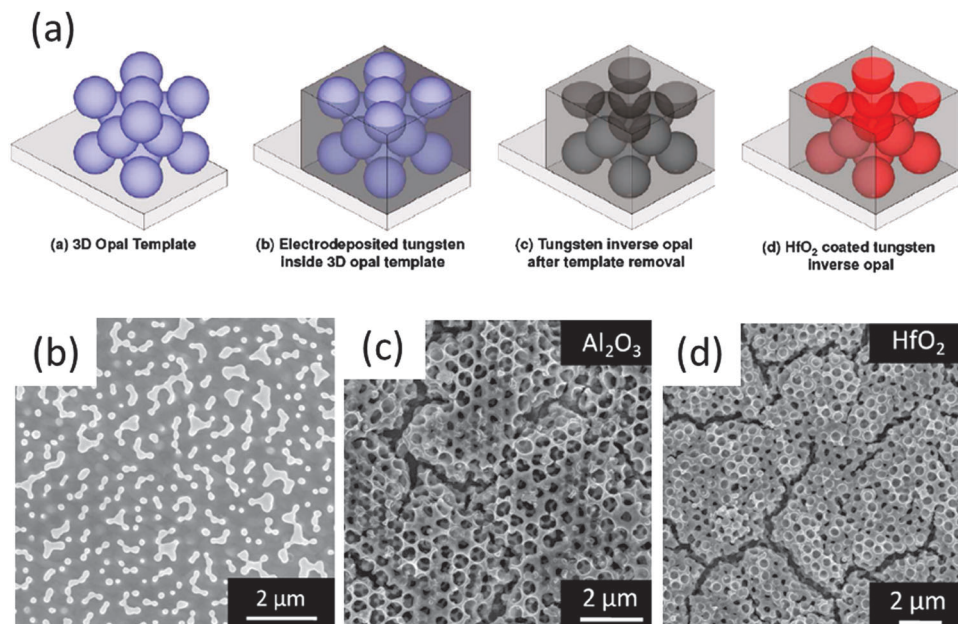 (a)
(a) 3D Opal Template
(b) Electrodeposited tungsten
inside 3D opal template
(c) Tungsten inverse opal
after template removal
(d) HfO₂ coated tungsten
inverse opal
(b)
2 μm
(c)
Al₂O₃
2 μm
(d)
HfO₂
2 μm